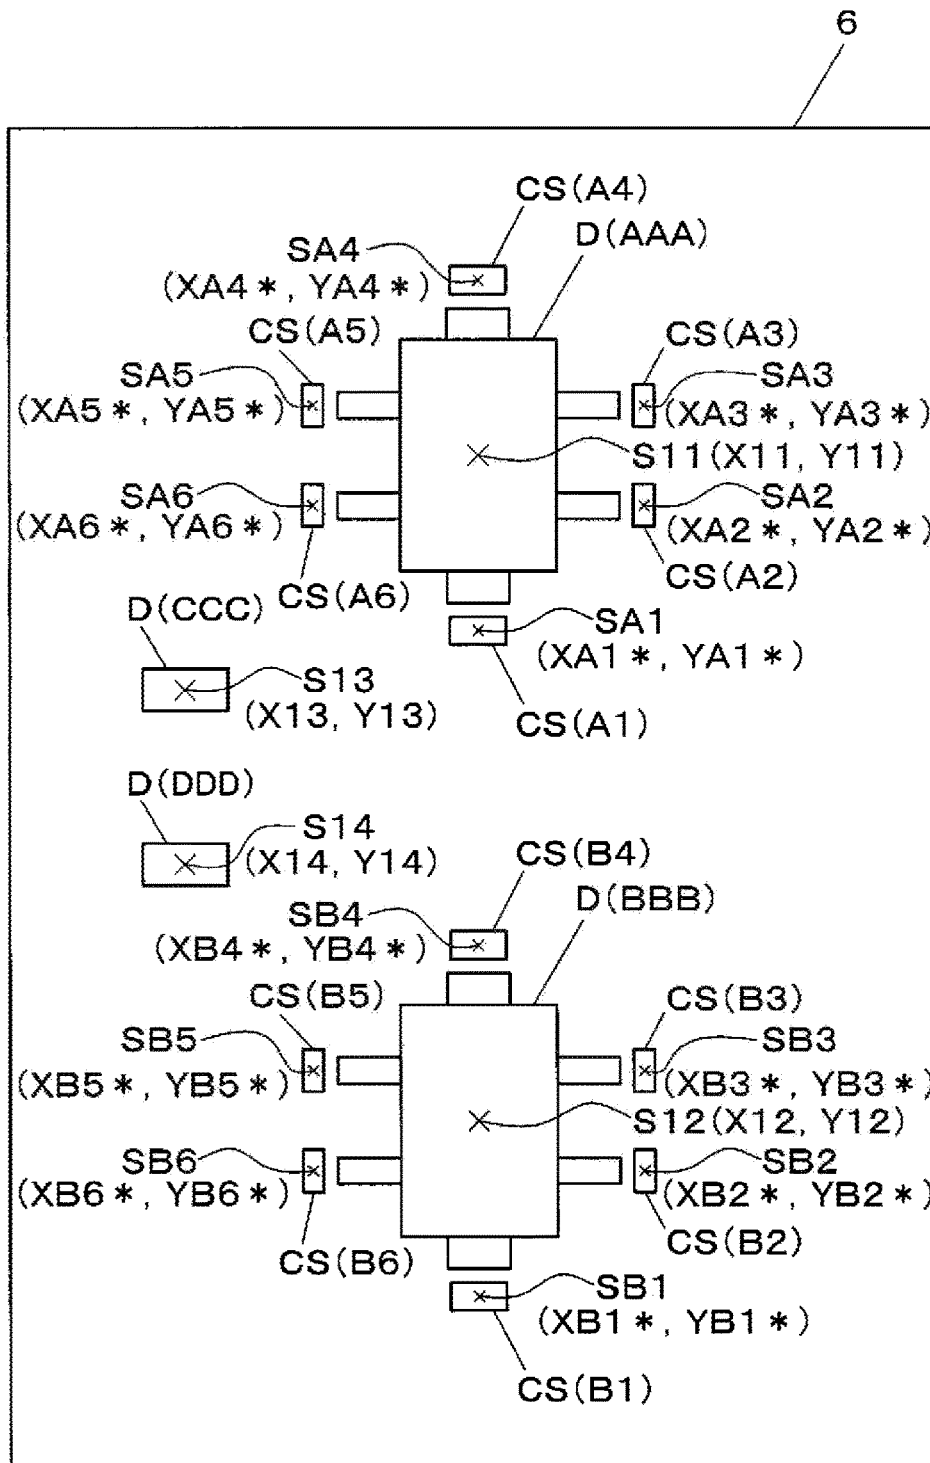 6
CS(A4)
D(AAA)
SA4
(XA4*, YA4*)
CS(A5)
CS(A3)
SA5
(XA5*, YA5*)
SA3
(XA3*, YA3*)
S11(X11, Y11)
SA6
(XA6*, YA6*)
SA2
(XA2*, YA2*)
CS(A6)
CS(A2)
D(CCC)
SA1
(XA1*, YA1*)
S13
(X13, Y13)
CS(A1)
D(DDD)
S14
(X14, Y14)
CS(B4)
D(BBB)
SB4
(XB4*, YB4*)
CS(B5)
CS(B3)
SB5
(XB5*, YB5*)
SB3
(XB3*, YB3*)
S12(X12, Y12)
SB6
(XB6*, YB6*)
SB2
(XB2*, YB2*)
CS(B6)
CS(B2)
SB1
(XB1*, YB1*)
CS(B1)